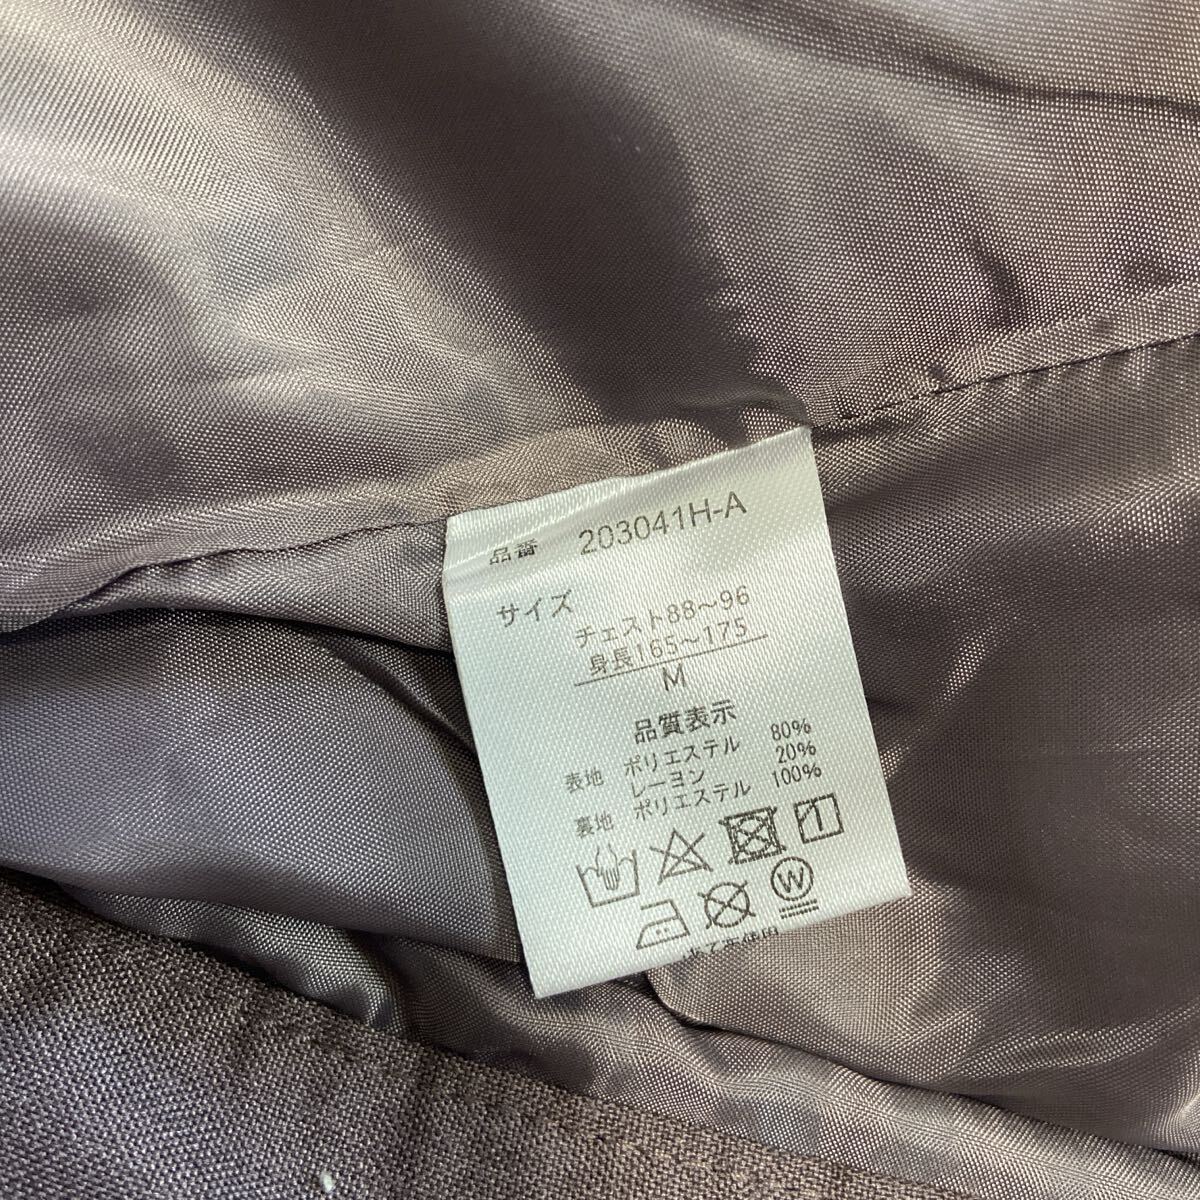 品番 203041H-A
サイズ
チェスト88～96
身長165～175
M
品質表示
表地 ポリエステル 80%
レーヨン 20%
裏地 ポリエステル 100%
W
使用